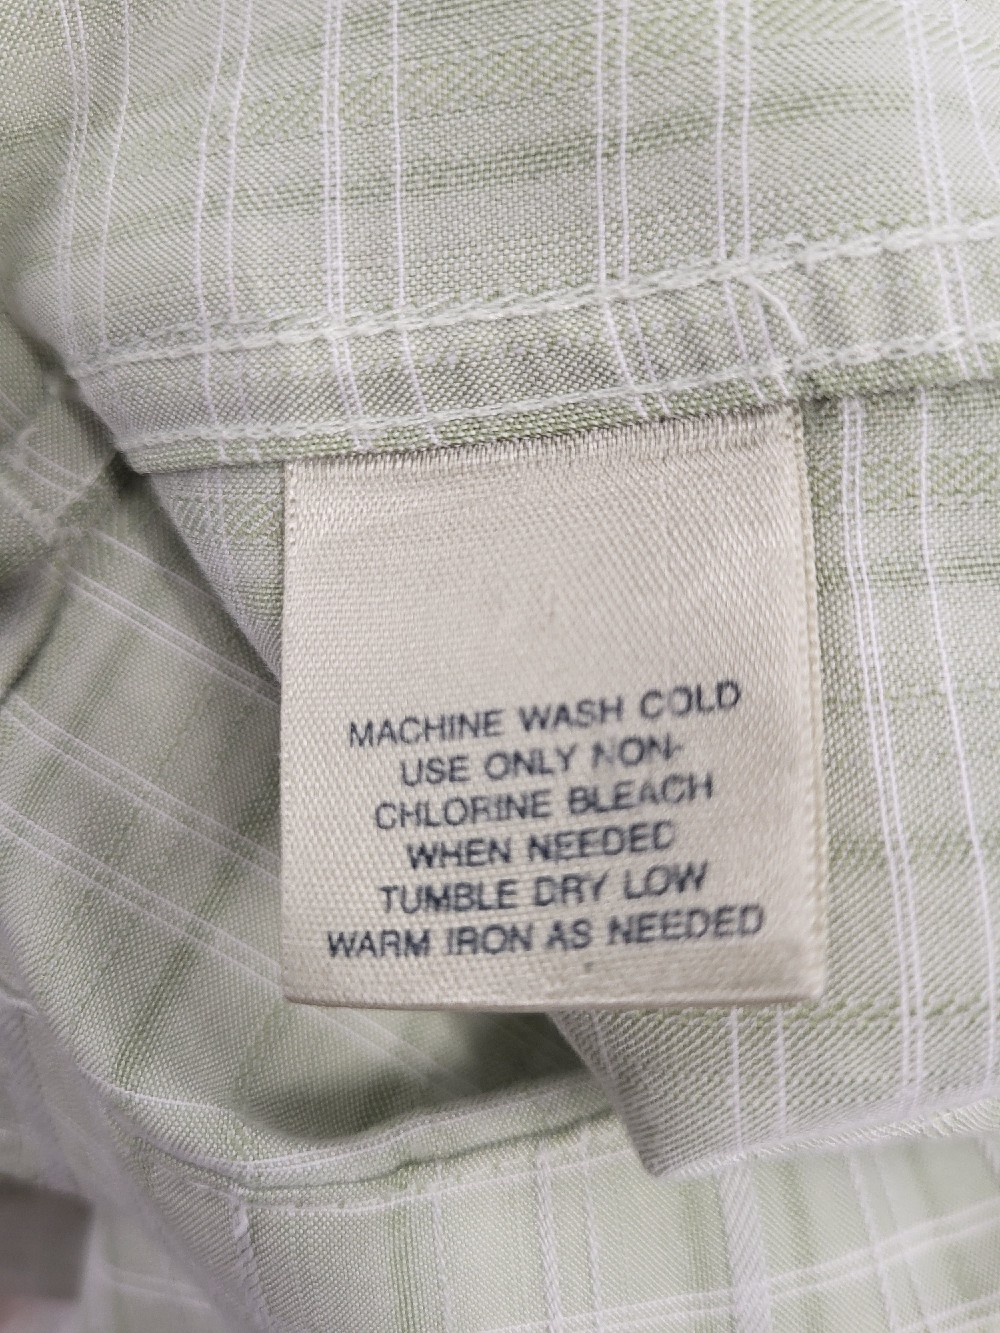 MACHINE WASH COLD
USE ONLY NON-
CHLORINE BLEACH
WHEN NEEDED
TUMBLE DRY LOW
WARM IRON AS NEEDED